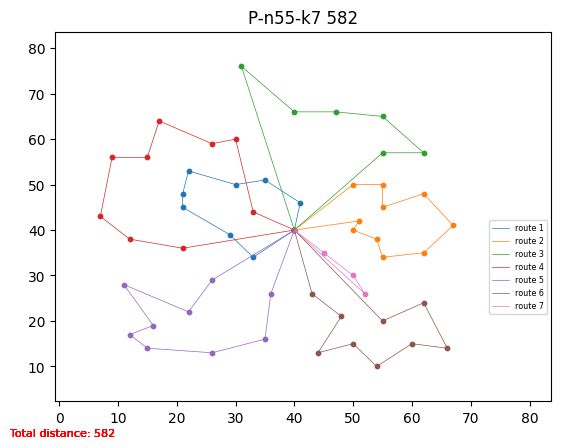 P-n55-k7 582
80
70
60
50
40
30
20
10
0 10 20 30 40 50 60 70 80
route 1
route 2
route 3
route 4
route 5
route 6
route 7
Total distance: 582